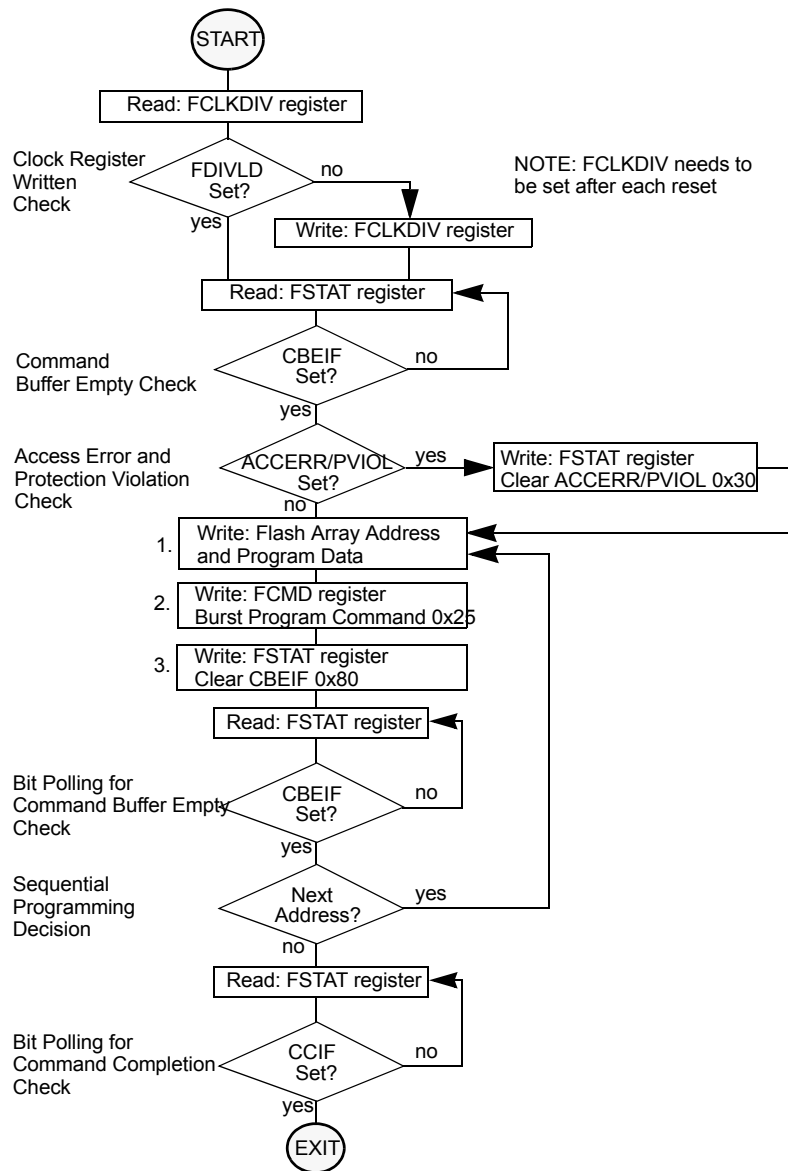 START
Read: FCLKDIV register
Clock Register
Written
Check
FDIVLD
Set?
no
yes
NOTE: FCLKDIV needs to
be set after each reset
Write: FCLKDIV register
Read: FSTAT register
Command
Buffer Empty Check
CBEIF
Set?
no
yes
Access Error and
Protection Violation
Check
ACCERR/PVIOL
Set?
yes
no
Write: FSTAT register
Clear ACCERR/PVIOL 0x30
1.
Write: Flash Array Address
and Program Data
2.
Write: FCMD register
Burst Program Command 0x25
3.
Write: FSTAT register
Clear CBEIF 0x80
Read: FSTAT register
Bit Polling for
Command Buffer Empty
Check
CBEIF
Set?
no
yes
Sequential
Programming
Decision
Next
Address?
yes
no
Read: FSTAT register
Bit Polling for
Command Completion
Check
CCIF
Set?
no
yes
EXIT